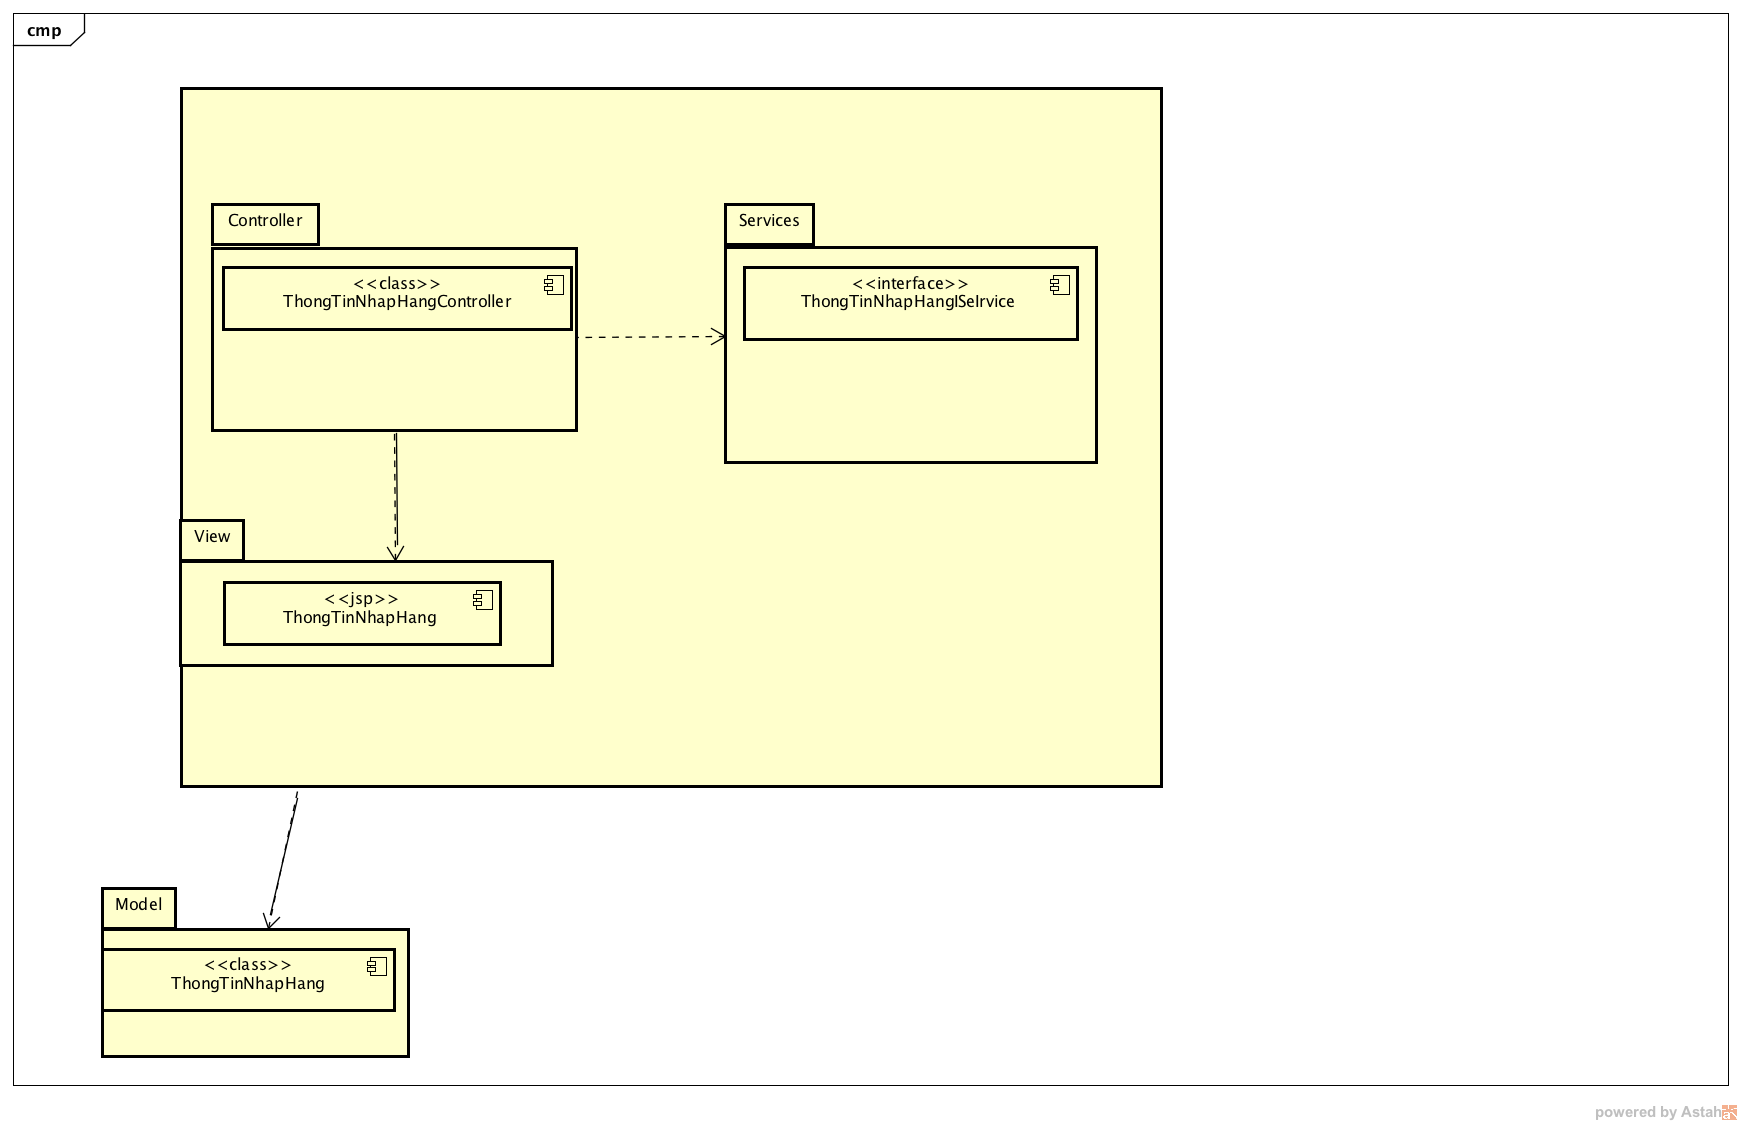 cmp
Controller
<<class>>
ThongTinNhapHangController
Services
<<interface>>
ThongTinNhapHangISeIrvice
View
<<jsp>>
ThongTinNhapHang
Model
<<class>>
ThongTinNhapHang
powered by Astah